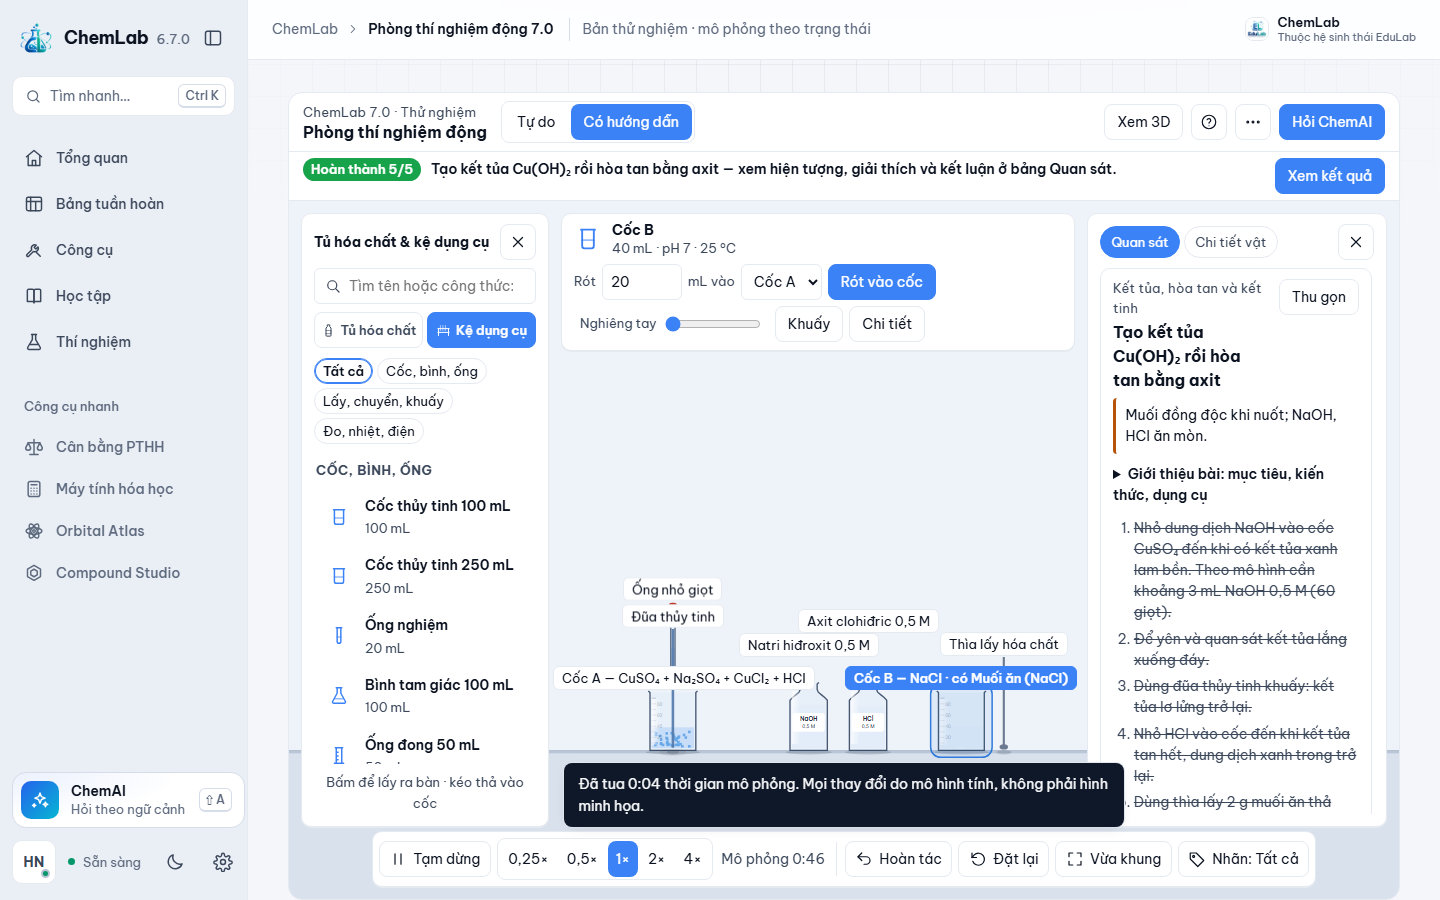 ChemLab 6.7.0
Tìm nhanh... Ctrl K
Tổng quan
Bảng tuần hoàn
Công cụ
Học tập
Thí nghiệm
Công cụ nhanh
Cân bằng PTHH
Máy tính hóa học
Orbital Atlas
Compound Studio
ChemAI
Hỏi theo ngữ cảnh
⇧ A
HN
Sẵn sàng
ChemLab > Phòng thí nghiệm động 7.0 Bản thử nghiệm · mô phỏng theo trạng thái
ChemLab
Thuộc hệ sinh thái EduLab
ChemLab 7.0 · Thử nghiệm
Phòng thí nghiệm động
Tự do
Có hướng dẫn
Xem 3D
Hỏi ChemAI
Hoàn thành 5/5
Tạo kết tủa Cu(OH)₂ rồi hòa tan bằng axit — xem hiện tượng, giải thích và kết luận ở bảng Quan sát.
Xem kết quả
Tủ hóa chất & kệ dụng cụ
Tìm tên hoặc công thức:
Tủ hóa chất
Kệ dụng cụ
Tất cả
Cốc, bình, ống
Lấy, chuyển, khuấy
Đo, nhiệt, điện
CỐC, BÌNH, ỐNG
Cốc thủy tinh 100 mL
100 mL
Cốc thủy tinh 250 mL
250 mL
Ống nghiệm
20 mL
Bình tam giác 100 mL
100 mL
Ống đong 50 mL
Bấm để lấy ra bàn · kéo thả vào
cốc
Cốc B
40 mL · pH 7 · 25 °C
Rót 20 mL vào Cốc A Rót vào cốc
Nghiêng tay Khuấy Chi tiết
Ống nhỏ giọt
Đũa thủy tinh
Axit clohiđric 0,5 M
Natri hiđroxit 0,5 M
Thìa lấy hóa chất
Cốc A — CuSO₄ + Na₂SO₄ + CuCl₂ + HCl
Cốc B — NaCl · có Muối ăn (NaCl)
NaOH
0,5 M
HCl
0,5 M
Đã tua 0:04 thời gian mô phỏng. Mọi thay đổi do mô hình tính, không phải hình
minh họa.
Quan sát
Chi tiết vật
Kết tủa, hòa tan và kết
tinh
Thu gọn
Tạo kết tủa
Cu(OH)₂ rồi hòa
tan bằng axit
Muối đồng độc khi nuốt; NaOH,
HCl ăn mòn.
Giới thiệu bài: mục tiêu, kiến
thức, dụng cụ
1. Nhỏ dung dịch NaOH vào cốc
CuSO₄ đến khi có kết tủa xanh
lam bền. Theo mô hình cần
khoảng 3 mL NaOH 0,5 M (60
giọt).
2. Để yên và quan sát kết tủa lắng
xuống đáy.
3. Dùng đũa thủy tinh khuấy: kết
tủa lơ lửng trở lại.
4. Nhỏ HCl vào cốc đến khi kết tủa
tan hết, dung dịch xanh trong trở
lại.
Dùng thìa lấy 2 g muối ăn thả
Tạm dừng
0,25×
0,5×
1×
2×
4×
Mô phỏng 0:46
Hoàn tác
Đặt lại
Vừa khung
Nhãn: Tất cả